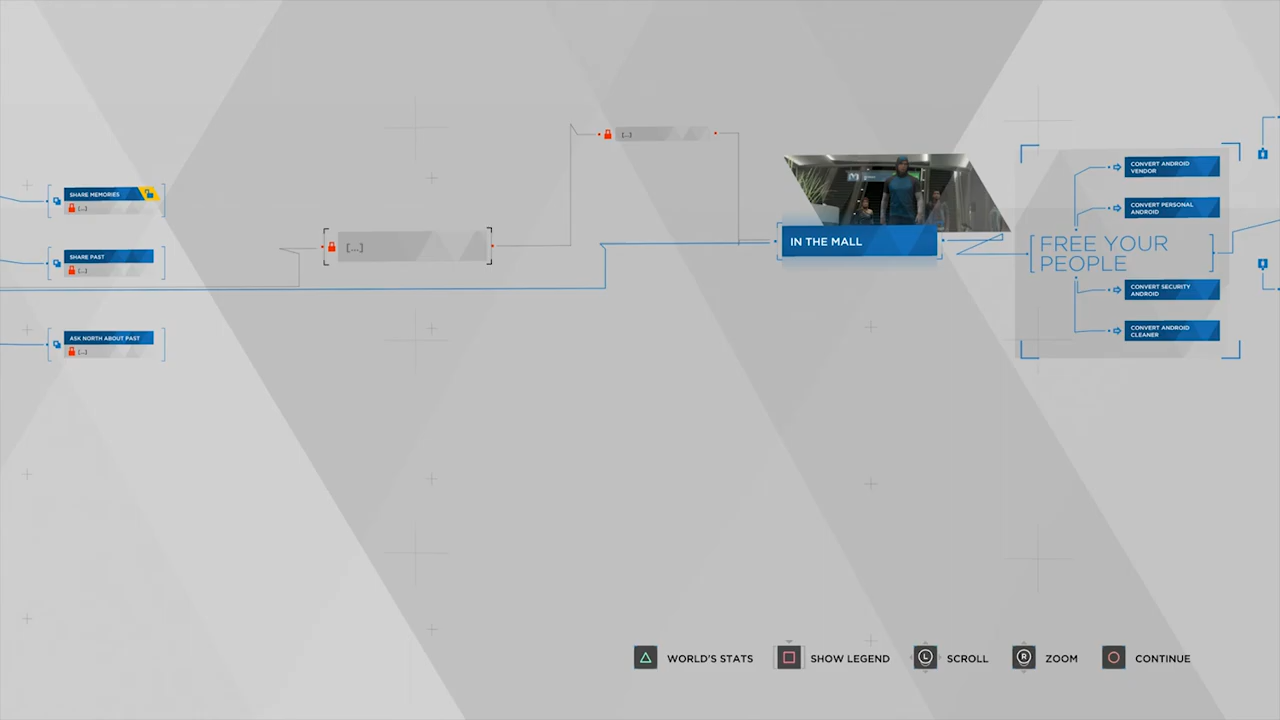 SHARE MEMORIES
[...]
SHARE PAST
[...]
ASK NORTH ABOUT PAST
[...]
[...]
[...]
IN THE MALL
FREE YOUR
PEOPLE
CONVERT ANDROID
VENDOR
CONVERT PERSONAL
ANDROID
CONVERT SECURITY
ANDROID
CONVERT ANDROID
CLEANER
WORLD'S STATS
SHOW LEGEND
L
SCROLL
R
ZOOM
CONTINUE